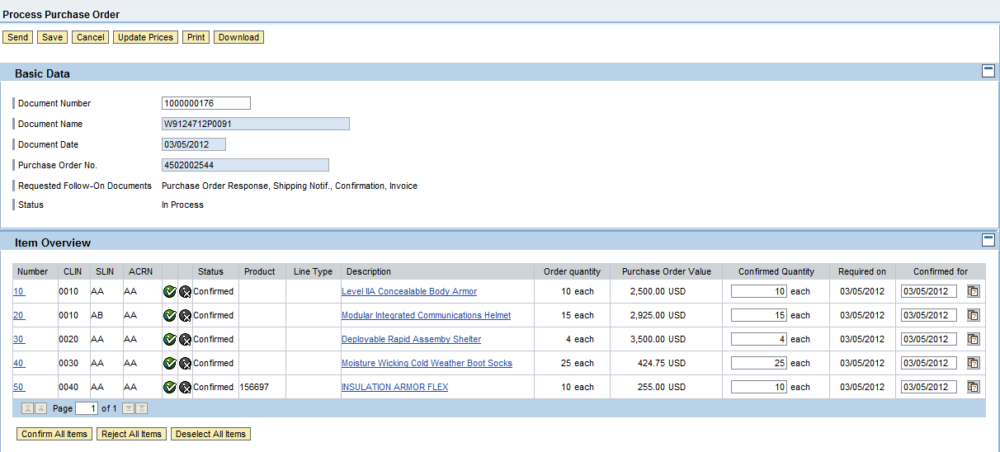 Process Purchase Order
Send Save Cancel Update Prices Print Download
Basic Data
Document Number 1000000176
Document Name W9124712P0091
Document Date 03/05/2012
Purchase Order No. 4502002544
Requested Follow-On Documents Purchase Order Response, Shipping Notif., Confirmation, Invoice
Status In Process
Item Overview
Number CLIN SLIN ACRN Status Product Line Type Description Order quantity Purchase Order Value Confirmed Quantity Required on Confirmed for
10 0010 AA AA Confirmed Level IIA Concealable Body Armor 10 each 2,500.00 USD 10 each 03/05/2012 03/05/2012
20 0010 AB AA Confirmed Modular Integrated Communications Helmet 15 each 2,925.00 USD 15 each 03/05/2012 03/05/2012
30 0020 AA AA Confirmed Deployable Rapid Assemby Shelter 4 each 3,500.00 USD 4 each 03/05/2012 03/05/2012
40 0030 AA AA Confirmed Moisture Wicking Cold Weather Boot Socks 25 each 424.75 USD 25 each 03/05/2012 03/05/2012
50 0040 AA AA Confirmed 156697 INSULATION ARMOR FLEX 10 each 255.00 USD 10 each 03/05/2012 03/05/2012
Page 1 of 1
Confirm All Items Reject All Items Deselect All Items